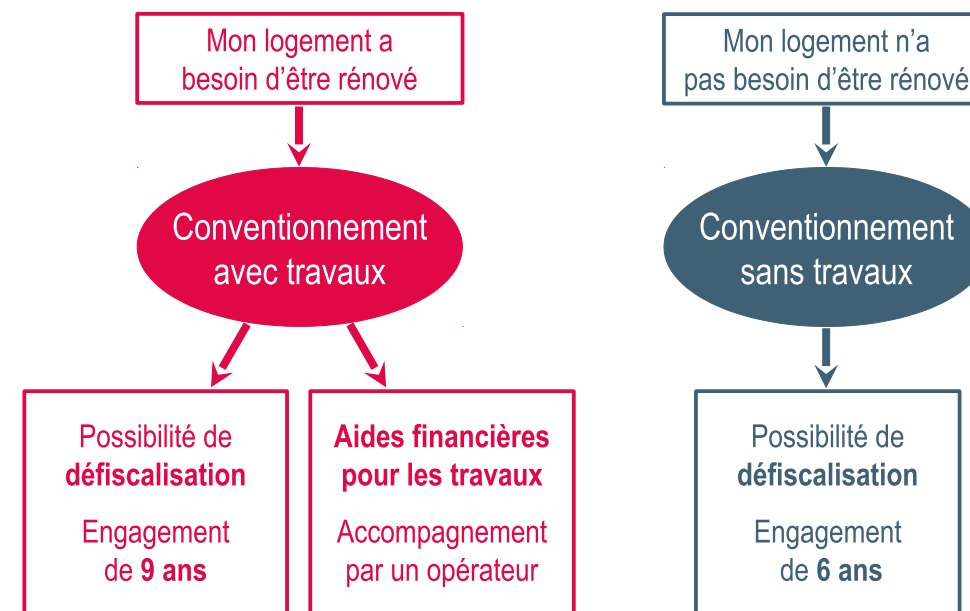 Mon logement a
besoin d’être rénové
Conventionnement
avec travaux
Possibilité de
défiscalisation
Engagement
de 9 ans
Aides financières
pour les travaux
Accompagnement
par un opérateur
Mon logement n’a
pas besoin d’être rénové
Conventionnement
sans travaux
Possibilité de
défiscalisation
Engagement
de 6 ans